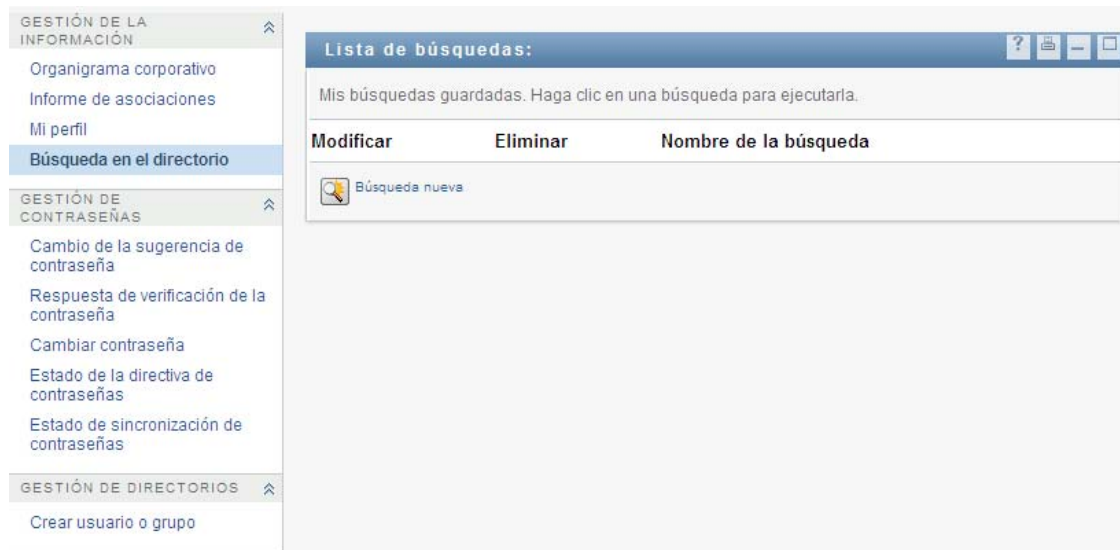 GESTIÓN DE LA
INFORMACIÓN
Organigrama corporativo
Informe de asociaciones
Mi perfil
Búsqueda en el directorio
GESTIÓN DE
CONTRASEÑAS
Cambio de la sugerencia de
contraseña
Respuesta de verificación de la
contraseña
Cambiar contraseña
Estado de la directiva de
contraseñas
Estado de sincronización de
contraseñas
GESTIÓN DE DIRECTORIOS
Crear usuario o grupo
Lista de búsquedas:
?
Mis búsquedas guardadas. Haga clic en una búsqueda para ejecutarla.
Modificar Eliminar Nombre de la búsqueda
Búsqueda nueva